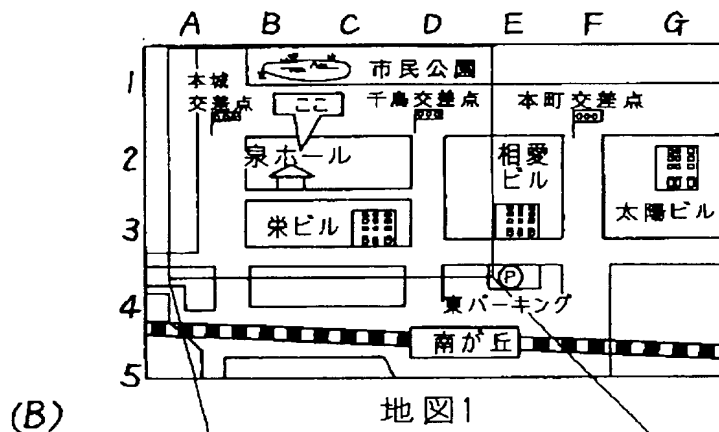 A B C D E F G
1
市民公園
本城
交差点
千鳥交差点
本町交差点
ここ
2
泉ホール
相愛
ビル
3
栄ビル
太陽ビル
P
4
東パーキング
南が丘
5
(B)
地図1